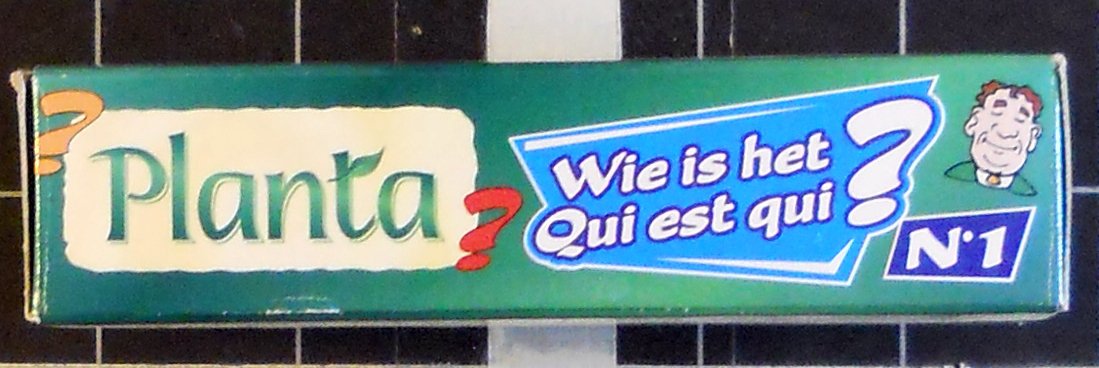 Planta
Wie is het
Qui est qui?
N°1